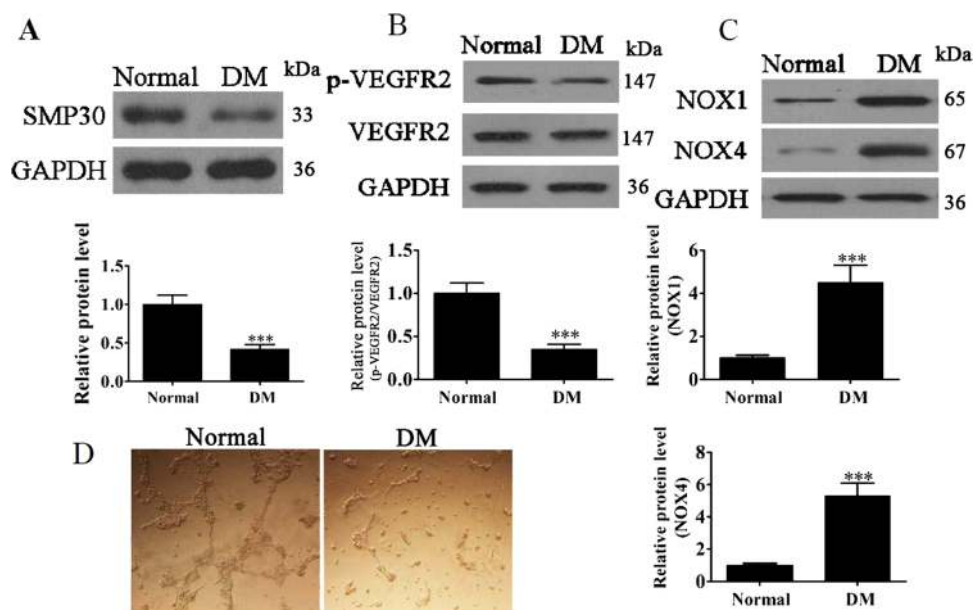 A
Normal DM kDa
SMP30 33
GAPDH 36
Relative protein level
1.5
1.0
0.5
0.0
***
Normal DM
B
Normal DM kDa
p-VEGFR2 147
VEGFR2 147
GAPDH 36
Relative protein level
(p-VEGFR2/VEGFR2)
1.5
1.0
0.5
0.0
***
Normal DM
C
Normal DM kDa
NOX1 65
NOX4 67
GAPDH 36
Relative protein level
(NOX1)
6
4
2
0
***
Normal DM
D
Normal DM
Relative protein level
(NOX4)
8
6
4
2
0
***
Normal DM